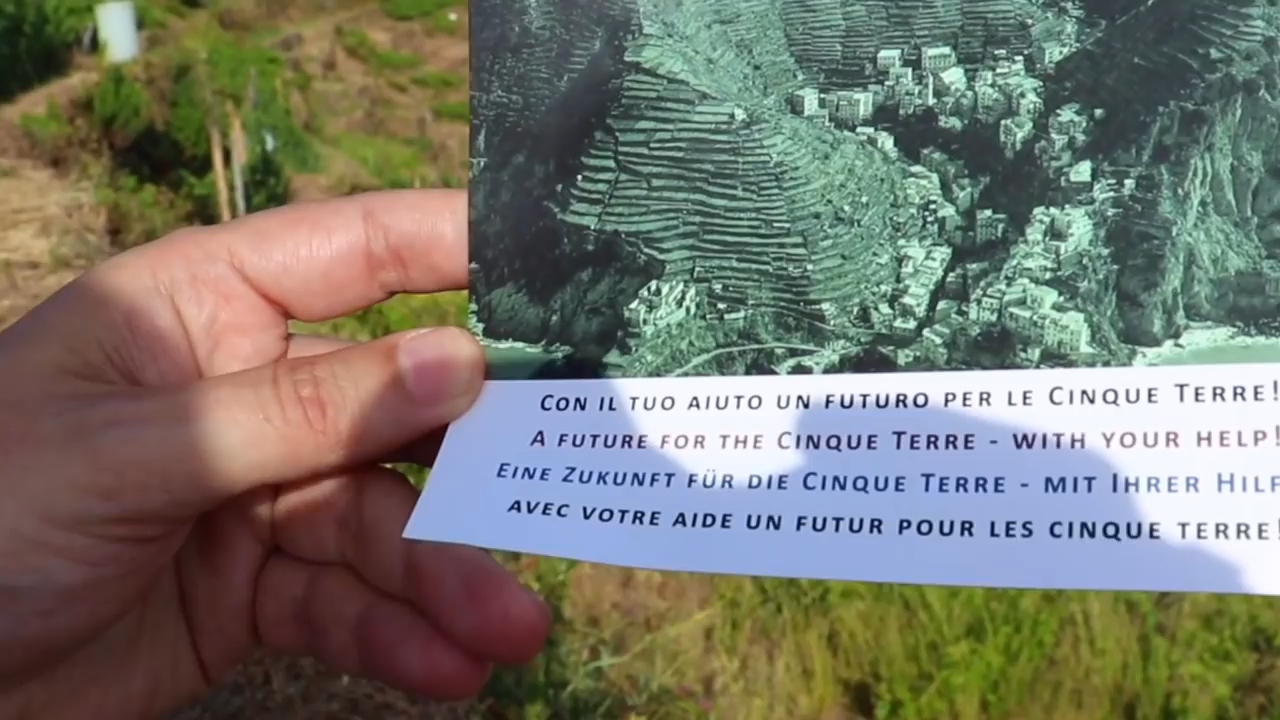 CON IL TUO AIUTO UN FUTURO PER LE CINQUE TERRE!
A FUTURE FOR THE CINQUE TERRE - WITH YOUR HELP!
EINE ZUKUNFT FÜR DIE CINQUE TERRE - MIT IHRER HILF
AVEC VOTRE AIDE UN FUTUR POUR LES CINQUE TERRE!